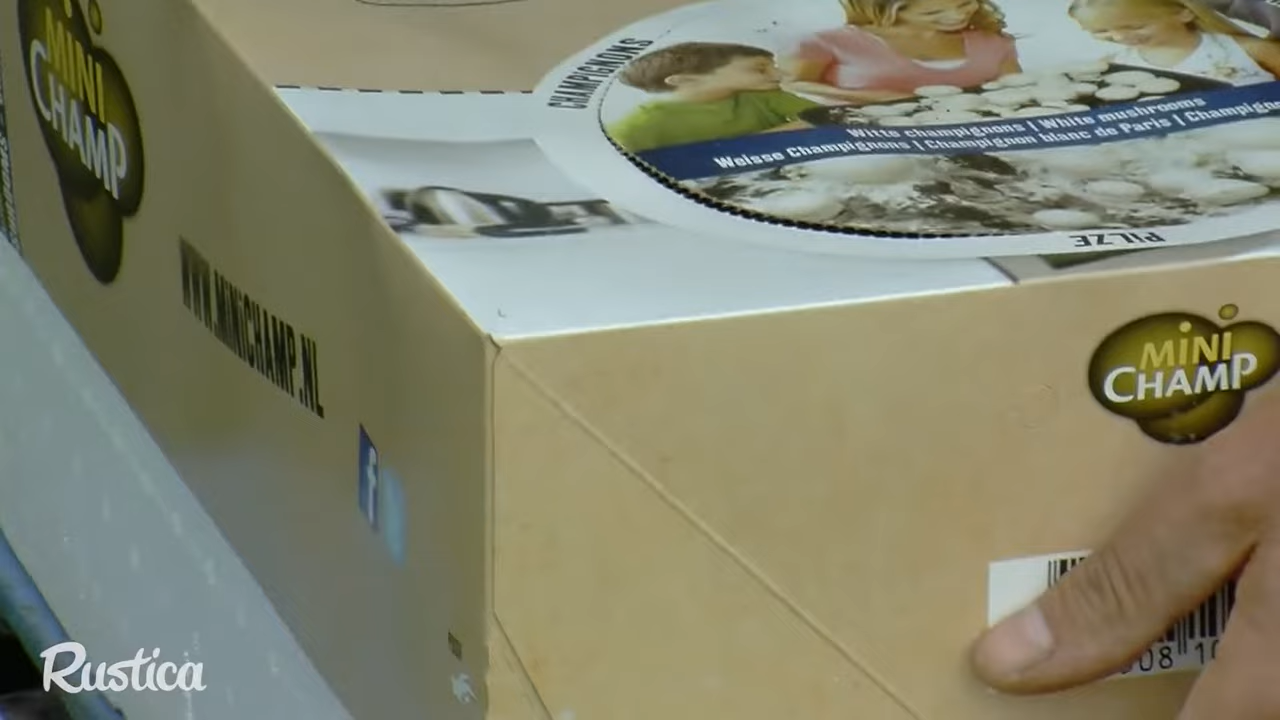 MiNi
CHAMP
WWW.MiNiCHAMP.NL
f
CHAMPIGNONS
Witte champignons | White mushrooms
Weisse Champignons | Champignon blanc de Paris |
PILZE
MiNi
CHAMP
Rustica